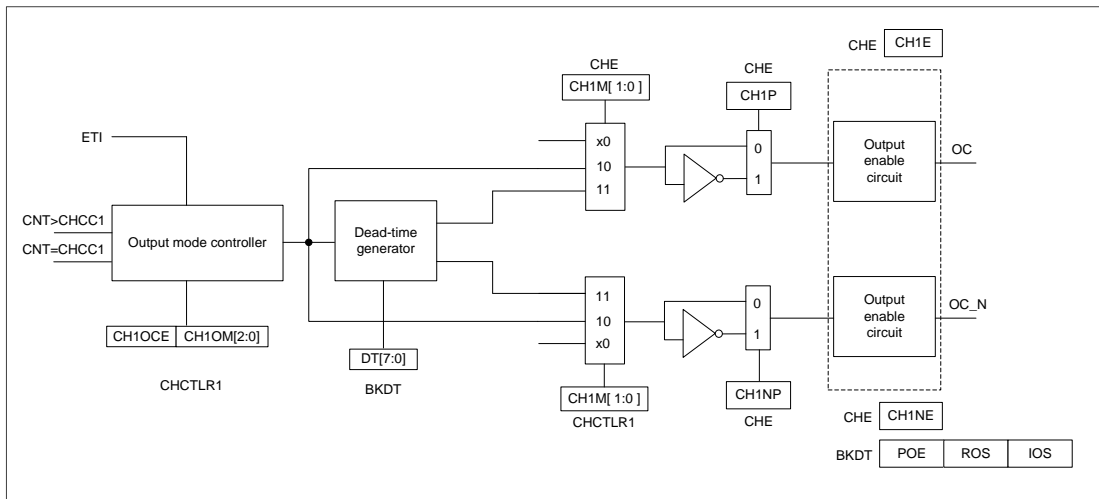 CHE
CH1E
CHE
CH1M[ 1:0 ]
CHE
CH1P
ETI
x0
10
11
0
1
Output
enable
circuit
OC
CNT>CHCC1
CNT=CHCC1
Output mode controller
Dead-time
generator
11
10
x0
0
1
Output
enable
circuit
OC_N
CH1OCE
CH1OM[2:0]
CHCTLR1
DT[7:0]
BKDT
CH1M[ 1:0 ]
CHCTLR1
CH1NP
CHE
CHE
CH1NE
BKDT
POE
ROS
IOS